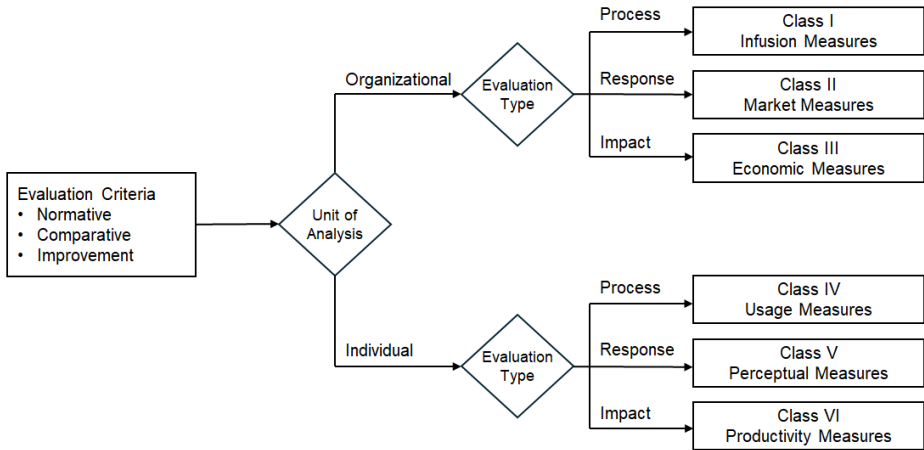 Evaluation Criteria
• Normative
• Comparative
• Improvement
Unit of
Analysis
Organizational
Evaluation
Type
Process
Class I
Infusion Measures
Response
Class II
Market Measures
Impact
Class III
Economic Measures
Individual
Evaluation
Type
Process
Class IV
Usage Measures
Response
Class V
Perceptual Measures
Impact
Class VI
Productivity Measures